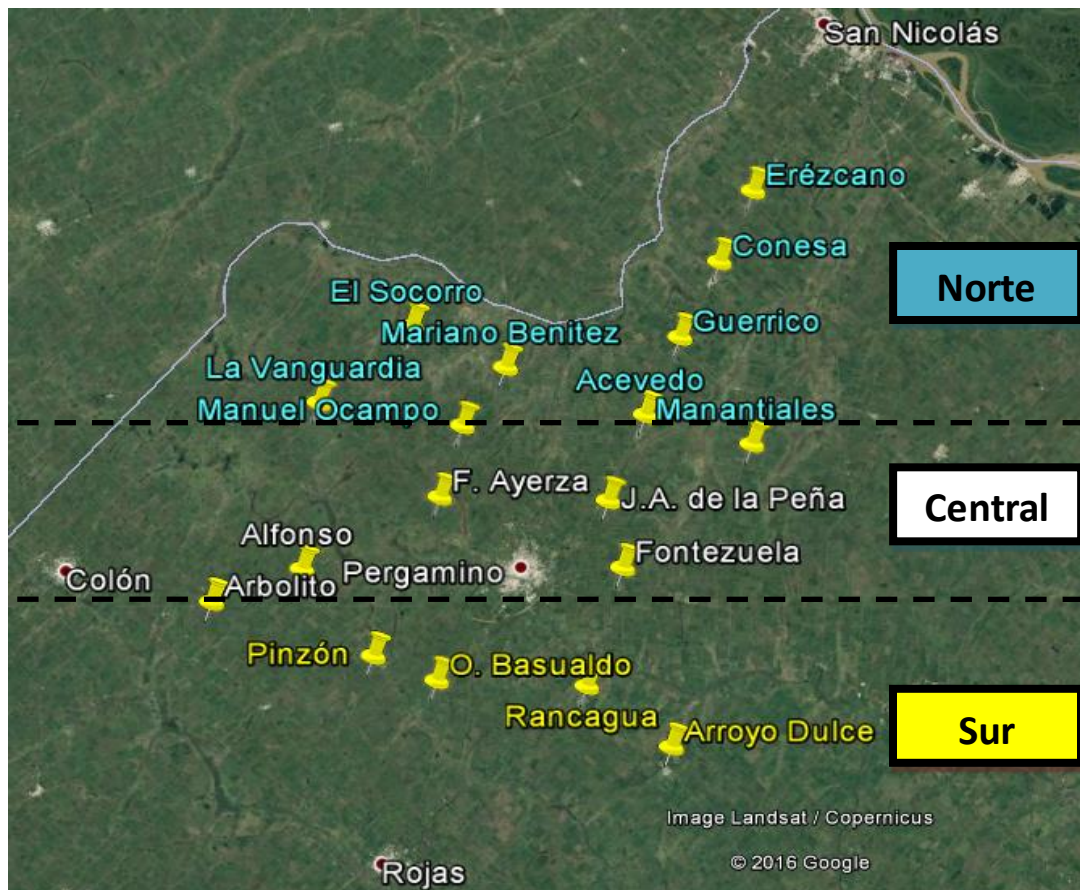 San Nicolás
Erézcano
Conesa
Norte
El Socorro
Guerrico
Mariano Benitez
La Vanguardia
Acevedo
Manuel Ocampo
Manantiales
F. Ayerza
J.A. de la Peña
Central
Alfonso
Fontezuela
Pergamino
Colón
Arbolito
Pinzón
O. Basualdo
Rancagua
Arroyo Dulce
Sur
Image Landsat / Copernicus
© 2016 Google
Rojas